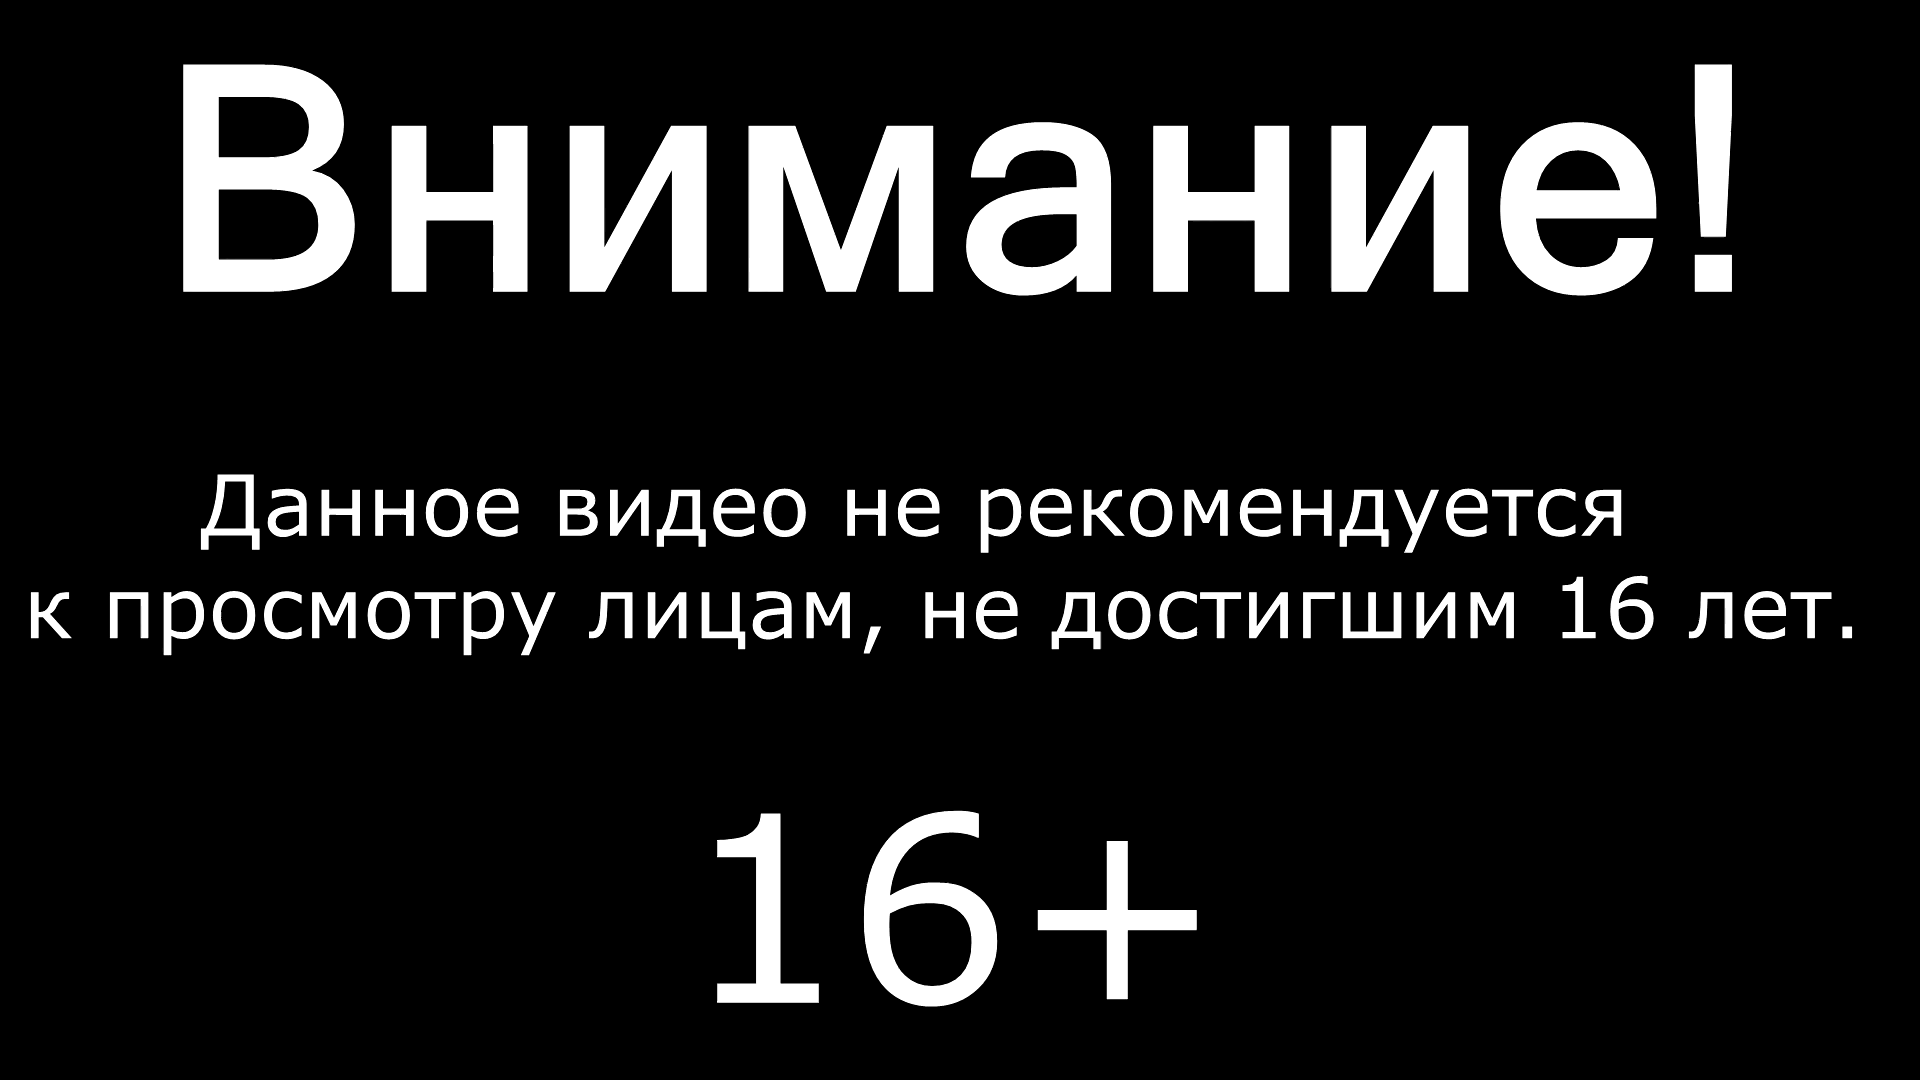 Внимание!
Данное видео не рекомендуется
к просмотру лицам, не достигшим 16 лет.
16+